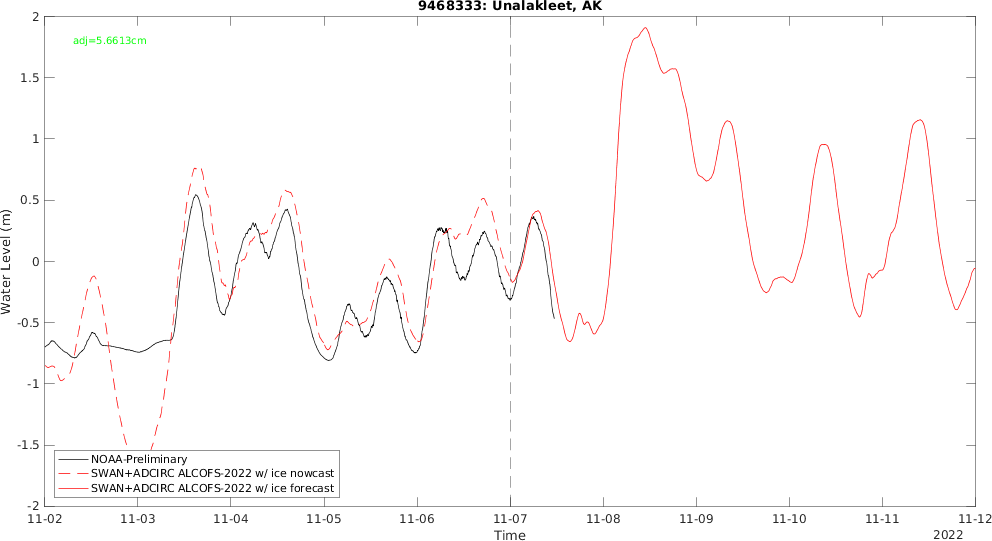 9468333: Unalakleet, AK
adj=5.6613cm
2
1.5
1
0.5
0
-0.5
-1
-1.5
-2
Water Level (m)
NOAA-Preliminary
SWAN+ADCIRC ALCOFS-2022 w/ ice nowcast
SWAN+ADCIRC ALCOFS-2022 w/ ice forecast
11-02 11-03 11-04 11-05 11-06 11-07 11-08 11-09 11-10 11-11 11-12
Time
2022